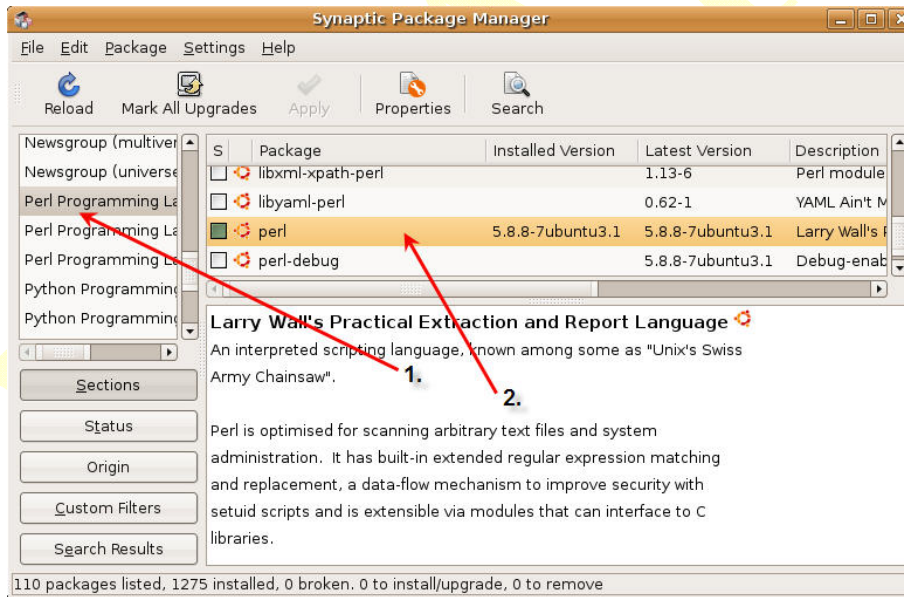 Synaptic Package Manager
File Edit Package Settings Help
Reload Mark All Upgrades Apply Properties Search
Newsgroup (multiver
Newsgroup (universe
Perl Programming La
Perl Programming La
Perl Programming La
Python Programming
Python Programming
Sections
Status
Origin
Custom Filters
Search Results
S Package Installed Version Latest Version Description
libxml-xpath-perl 1.13-6 Perl module
libyaml-perl 0.62-1 YAML Ain't M
perl 5.8.8-7ubuntu3.1 5.8.8-7ubuntu3.1 Larry Wall's
perl-debug 5.8.8-7ubuntu3.1 Debug-enab
Larry Wall's Practical Extraction and Report Language
An interpreted scripting language, known among some as "Unix's Swiss
Army Chainsaw".
1.
2.
Perl is optimised for scanning arbitrary text files and system
administration. It has built-in extended regular expression matching
and replacement, a data-flow mechanism to improve security with
setuid scripts and is extensible via modules that can interface to C
libraries.
110 packages listed, 1275 installed, 0 broken. 0 to install/upgrade, 0 to remove